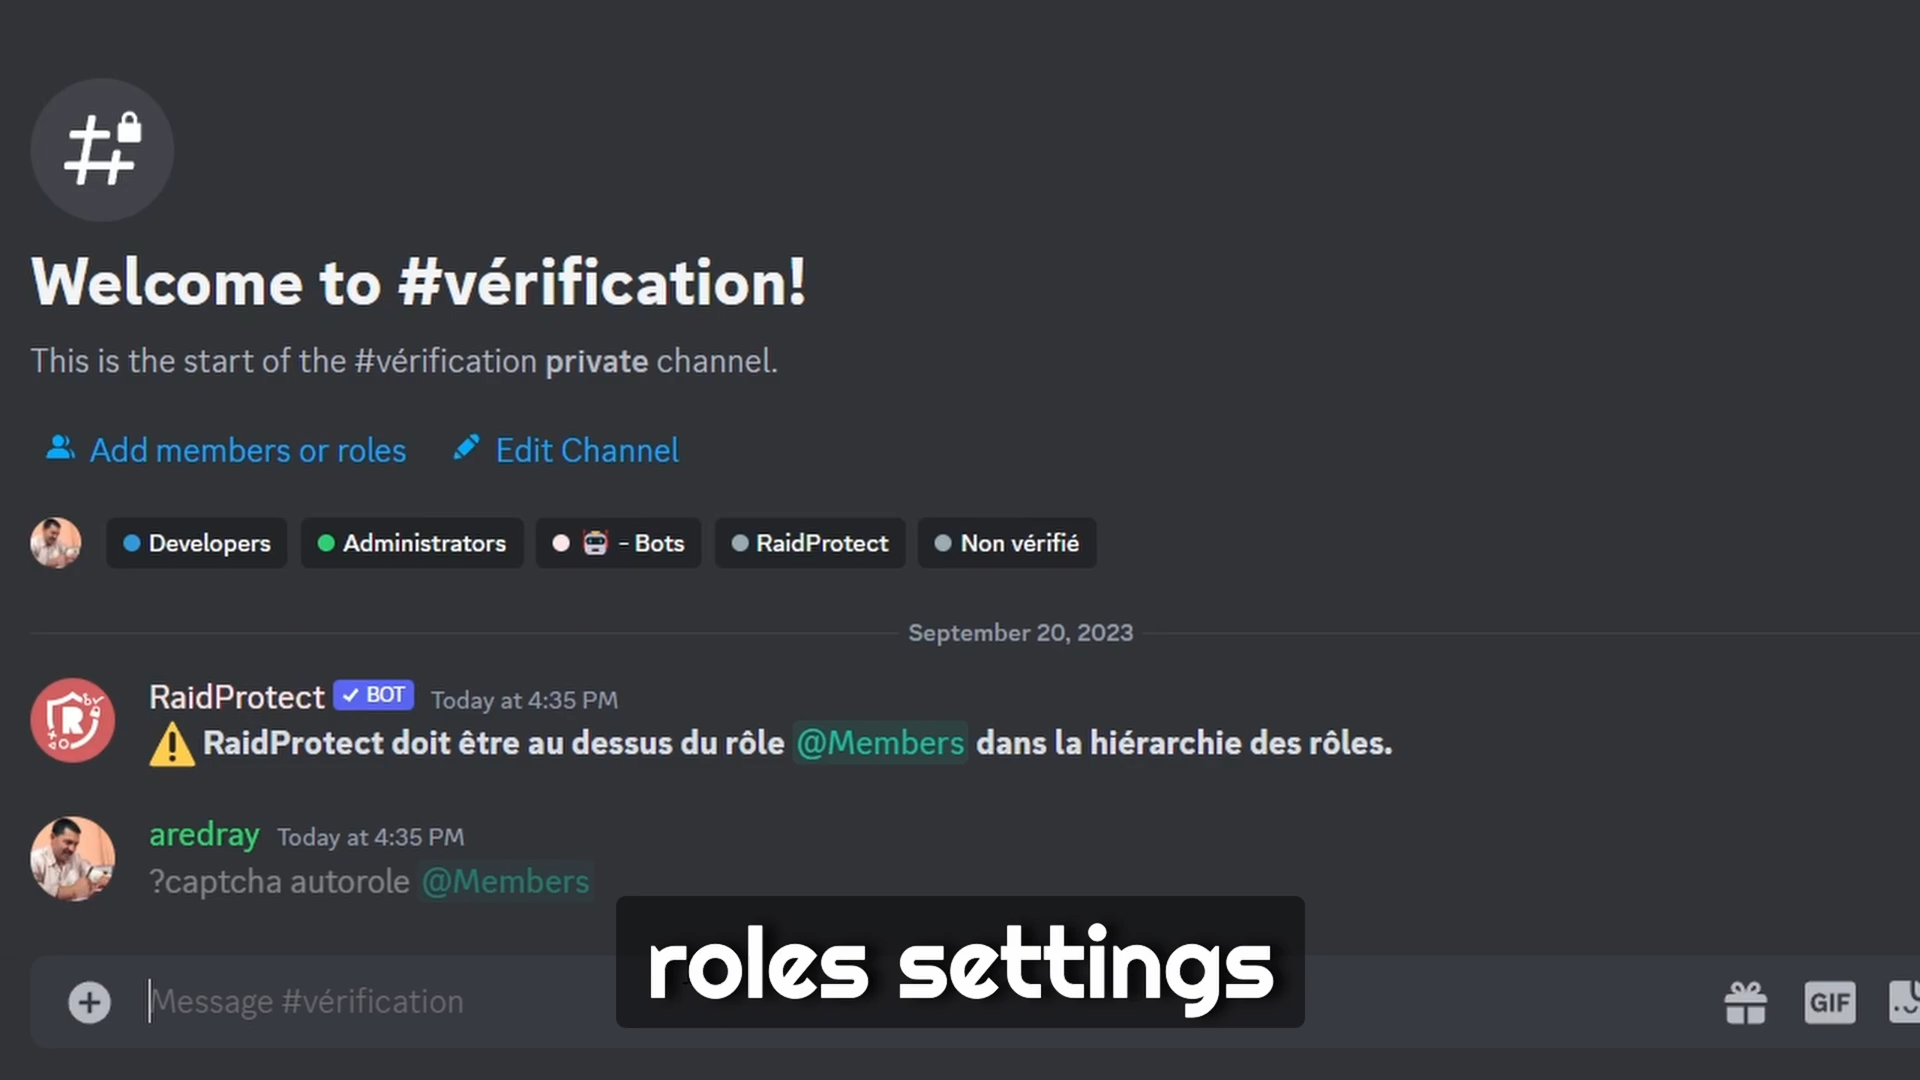 Welcome to #vérification!
This is the start of the #vérification private channel.
Add members or roles Edit Channel
Developers Administrators - Bots RaidProtect Non vérifié
September 20, 2023
RaidProtect BOT Today at 4:35 PM
RaidProtect doit être au dessus du rôle @Members dans la hiérarchie des rôles.
aredray Today at 4:35 PM
?captcha autorole @Members
roles settings
Message #vérification
GIF